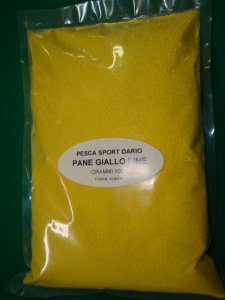 PESCA SPORT DARIO
PANE GIALLO FINE
GRAMMI